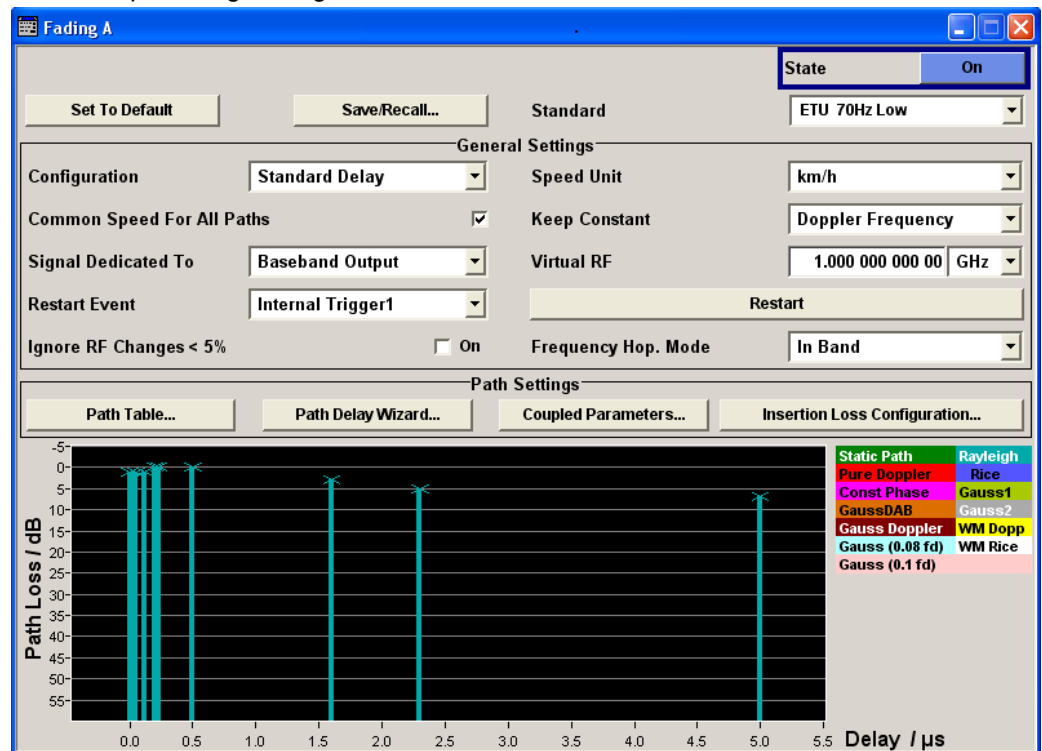 Fading A
State On
Set To Default Save/Recall... Standard ETU 70Hz Low
General Settings
Configuration Standard Delay Speed Unit km/h
Common Speed For All Paths Keep Constant Doppler Frequency
Signal Dedicated To Baseband Output Virtual RF 1.000 000 000 00 GHz
Restart Event Internal Trigger1 Restart
Ignore RF Changes < 5% On Frequency Hop. Mode In Band
Path Settings
Path Table... Path Delay Wizard... Coupled Parameters... Insertion Loss Configuration...
Path Loss / dB
-5-
0-
5-
10-
15-
20-
25-
30-
35-
40-
45-
50-
55-
Static Path Rayleigh
Pure Doppler Rice
Const Phase Gauss1
GaussDAB Gauss2
Gauss Doppler WM Dopp
Gauss (0.08 fd) WM Rice
Gauss (0.1 fd)
0.0 0.5 1.0 1.5 2.0 2.5 3.0 3.5 4.0 4.5 5.0 5.5 Delay / µs